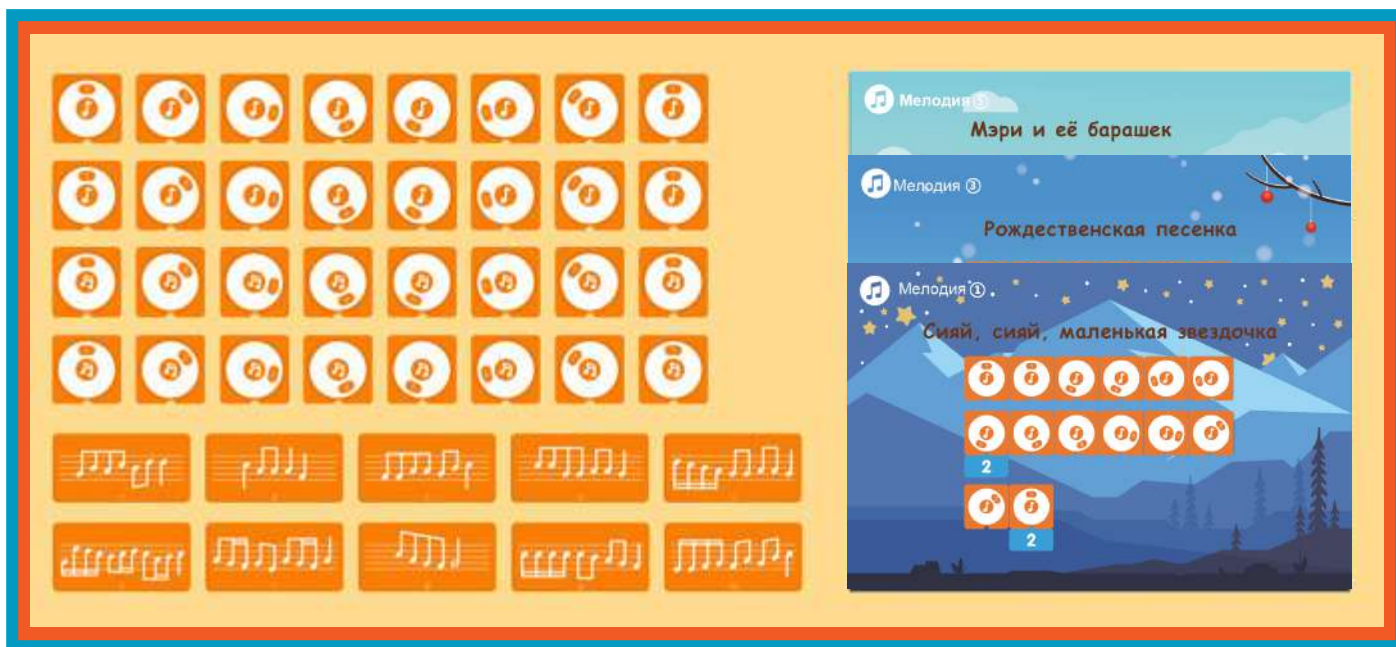 Мелодия ⑤
Мэри и её барашек
Мелодия ③
Рождественская песенка
Мелодия ①
Сияй, сияй, маленькая звездочка
2
2